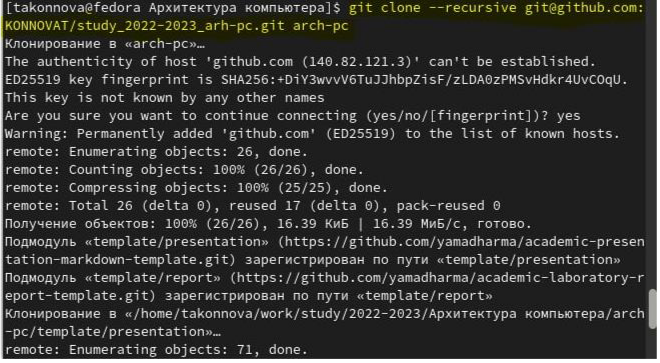 [takonnova@fedora Архитектура компьютера]$ git clone --recursive git@github.com:
KONNOVAT/study_2022-2023_arh-pc.git arch-pc
Клонирование в «arch-pc»…
The authenticity of host 'github.com (140.82.121.3)' can't be established.
ED25519 key fingerprint is SHA256:+DiY3wvvV6TuJJhbpZisF/zLDA0zPMSvHdkr4UvCOqU.
This key is not known by any other names
Are you sure you want to continue connecting (yes/no/[fingerprint])? yes
Warning: Permanently added 'github.com' (ED25519) to the list of known hosts.
remote: Enumerating objects: 26, done.
remote: Counting objects: 100% (26/26), done.
remote: Compressing objects: 100% (25/25), done.
remote: Total 26 (delta 0), reused 17 (delta 0), pack-reused 0
Получение объектов: 100% (26/26), 16.39 КиБ | 16.39 МиБ/с, готово.
Подмодуль «template/presentation» (https://github.com/yamadharma/academic-presen
tation-markdown-template.git) зарегистрирован по пути «template/presentation»
Подмодуль «template/report» (https://github.com/yamadharma/academic-laboratory-r
eport-template.git) зарегистрирован по пути «template/report»
Клонирование в «/home/takonnova/work/study/2022-2023/Архитектура компьютера/arch
-pc/template/presentation»…
remote: Enumerating objects: 71, done.